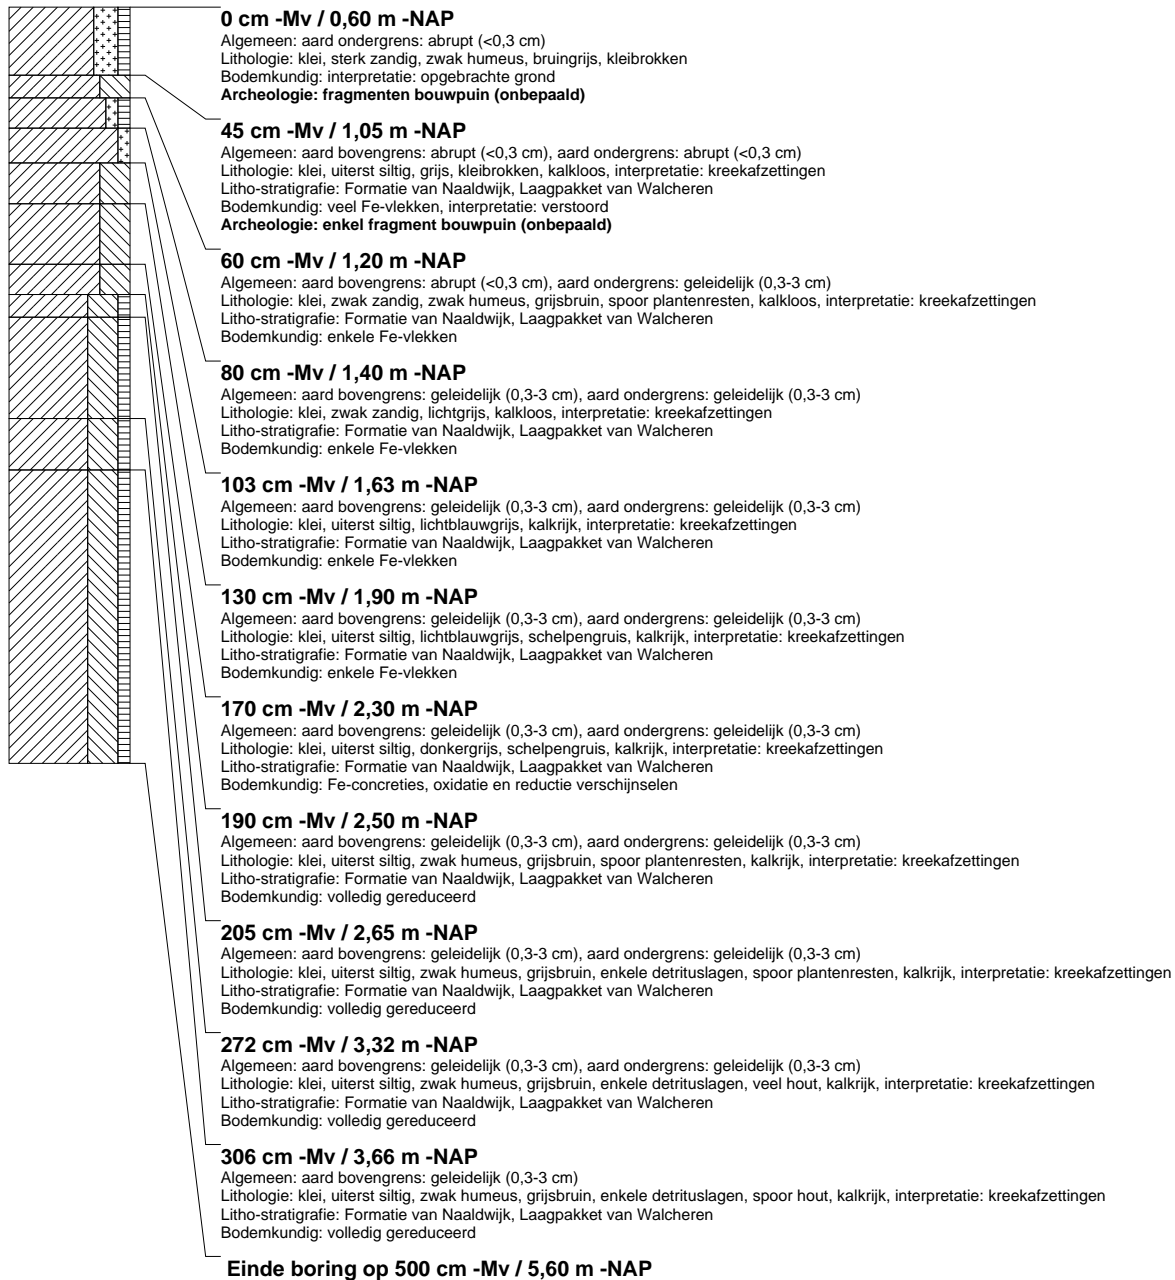 0 cm -Mv / 0,60 m -NAP
Algemeen: aard ondergrens: abrupt (<0,3 cm)
Lithologie: klei, sterk zandig, zwak humeus, bruingrijs, kleibrokken
Bodemkundig: interpretatie: opgebrachte grond
Archeologie: fragmenten bouwpuin (onbepaald)
45 cm -Mv / 1,05 m -NAP
Algemeen: aard bovengrens: abrupt (<0,3 cm), aard ondergrens: abrupt (<0,3 cm)
Lithologie: klei, uiterst siltig, grijs, kleibrokken, kalkloos, interpretatie: kreekafzettingen
Litho-stratigrafie: Formatie van Naaldwijk, Laagpakket van Walcheren
Bodemkundig: veel Fe-vlekken, interpretatie: verstoord
Archeologie: enkel fragment bouwpuin (onbepaald)
60 cm -Mv / 1,20 m -NAP
Algemeen: aard bovengrens: abrupt (<0,3 cm), aard ondergrens: geleidelijk (0,3-3 cm)
Lithologie: klei, zwak zandig, zwak humeus, grijsbruin, spoor plantenresten, kalkloos, interpretatie: kreekafzettingen
Litho-stratigrafie: Formatie van Naaldwijk, Laagpakket van Walcheren
Bodemkundig: enkele Fe-vlekken
80 cm -Mv / 1,40 m -NAP
Algemeen: aard bovengrens: geleidelijk (0,3-3 cm), aard ondergrens: geleidelijk (0,3-3 cm)
Lithologie: klei, zwak zandig, lichtgrijs, kalkloos, interpretatie: kreekafzettingen
Litho-stratigrafie: Formatie van Naaldwijk, Laagpakket van Walcheren
Bodemkundig: enkele Fe-vlekken
103 cm -Mv / 1,63 m -NAP
Algemeen: aard bovengrens: geleidelijk (0,3-3 cm), aard ondergrens: geleidelijk (0,3-3 cm)
Lithologie: klei, uiterst siltig, lichtblauwgrijs, kalkrijk, interpretatie: kreekafzettingen
Litho-stratigrafie: Formatie van Naaldwijk, Laagpakket van Walcheren
Bodemkundig: enkele Fe-vlekken
130 cm -Mv / 1,90 m -NAP
Algemeen: aard bovengrens: geleidelijk (0,3-3 cm), aard ondergrens: geleidelijk (0,3-3 cm)
Lithologie: klei, uiterst siltig, lichtblauwgrijs, schelpengruis, kalkrijk, interpretatie: kreekafzettingen
Litho-stratigrafie: Formatie van Naaldwijk, Laagpakket van Walcheren
Bodemkundig: enkele Fe-vlekken
170 cm -Mv / 2,30 m -NAP
Algemeen: aard bovengrens: geleidelijk (0,3-3 cm), aard ondergrens: geleidelijk (0,3-3 cm)
Lithologie: klei, uiterst siltig, donkergrijs, schelpengruis, kalkrijk, interpretatie: kreekafzettingen
Litho-stratigrafie: Formatie van Naaldwijk, Laagpakket van Walcheren
Bodemkundig: Fe-concreties, oxidatie en reductie verschijnselen
190 cm -Mv / 2,50 m -NAP
Algemeen: aard bovengrens: geleidelijk (0,3-3 cm), aard ondergrens: geleidelijk (0,3-3 cm)
Lithologie: klei, uiterst siltig, zwak humeus, grijsbruin, spoor plantenresten, kalkrijk, interpretatie: kreekafzettingen
Litho-stratigrafie: Formatie van Naaldwijk, Laagpakket van Walcheren
Bodemkundig: volledig gereduceerd
205 cm -Mv / 2,65 m -NAP
Algemeen: aard bovengrens: geleidelijk (0,3-3 cm), aard ondergrens: geleidelijk (0,3-3 cm)
Lithologie: klei, uiterst siltig, zwak humeus, grijsbruin, enkele detrituslagen, spoor plantenresten, kalkrijk, interpretatie: kreekafzettingen
Litho-stratigrafie: Formatie van Naaldwijk, Laagpakket van Walcheren
Bodemkundig: volledig gereduceerd
272 cm -Mv / 3,32 m -NAP
Algemeen: aard bovengrens: geleidelijk (0,3-3 cm), aard ondergrens: geleidelijk (0,3-3 cm)
Lithologie: klei, uiterst siltig, zwak humeus, grijsbruin, enkele detrituslagen, veel hout, kalkrijk, interpretatie: kreekafzettingen
Litho-stratigrafie: Formatie van Naaldwijk, Laagpakket van Walcheren
Bodemkundig: volledig gereduceerd
306 cm -Mv / 3,66 m -NAP
Algemeen: aard bovengrens: geleidelijk (0,3-3 cm)
Lithologie: klei, uiterst siltig, zwak humeus, grijsbruin, enkele detrituslagen, spoor hout, kalkrijk, interpretatie: kreekafzettingen
Litho-stratigrafie: Formatie van Naaldwijk, Laagpakket van Walcheren
Bodemkundig: volledig gereduceerd
Einde boring op 500 cm -Mv / 5,60 m -NAP